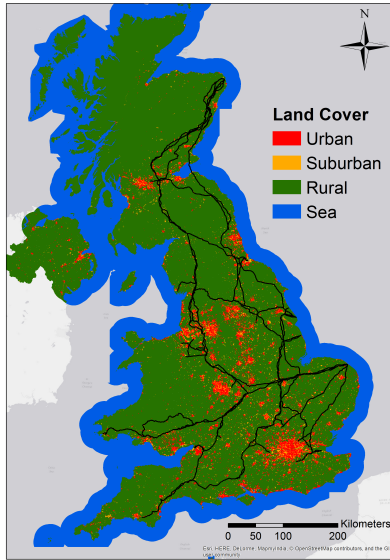 N
Land Cover
Urban
Suburban
Rural
Sea
Kilometers
0 50 100 200
Esri, HERE, DeLorme, MapmyIndia, © OpenStreetMap contributors, and the GIS
user community